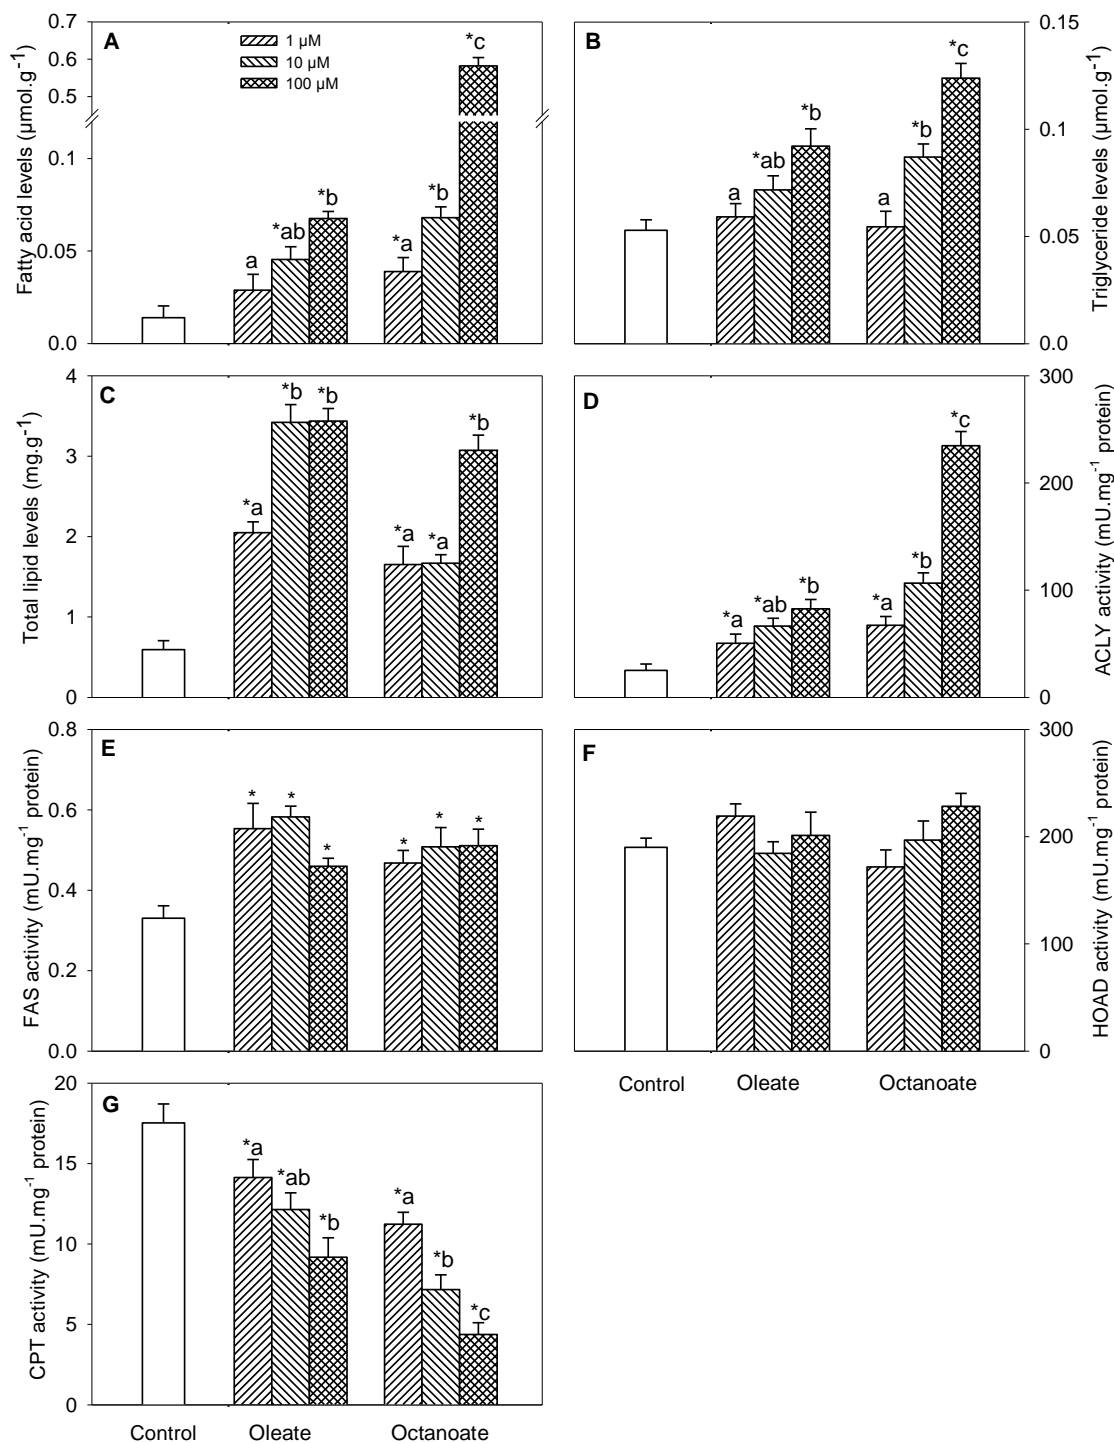 A
1 µM
10 µM
100 µM
Fatty acid levels (µmol.g-1)
0.7
0.6
0.5
0.1
0.05
0.0
a
*ab
*b
*a
*b
*c
B
Triglyceride levels (µmol.g-1)
0.15
0.1
0.05
0.0
a
*ab
*b
a
*b
*c
C
Total lipid levels (mg.g-1)
4
3
2
1
0
*a
*b
*b
*a
*a
*b
D
ACLY activity (mU.mg-1 protein)
300
200
100
0
*a
*ab
*b
*a
*b
*c
E
FAS activity (mU.mg-1 protein)
0.8
0.6
0.4
0.2
0.0
*
*
*
*
*
*
F
HOAD activity (mU.mg-1 protein)
300
200
100
0
Control
Oleate
Octanoate
G
CPT activity (mU.mg-1 protein)
20
15
10
5
0
*a
*ab
*b
*a
*b
*c
Control
Oleate
Octanoate